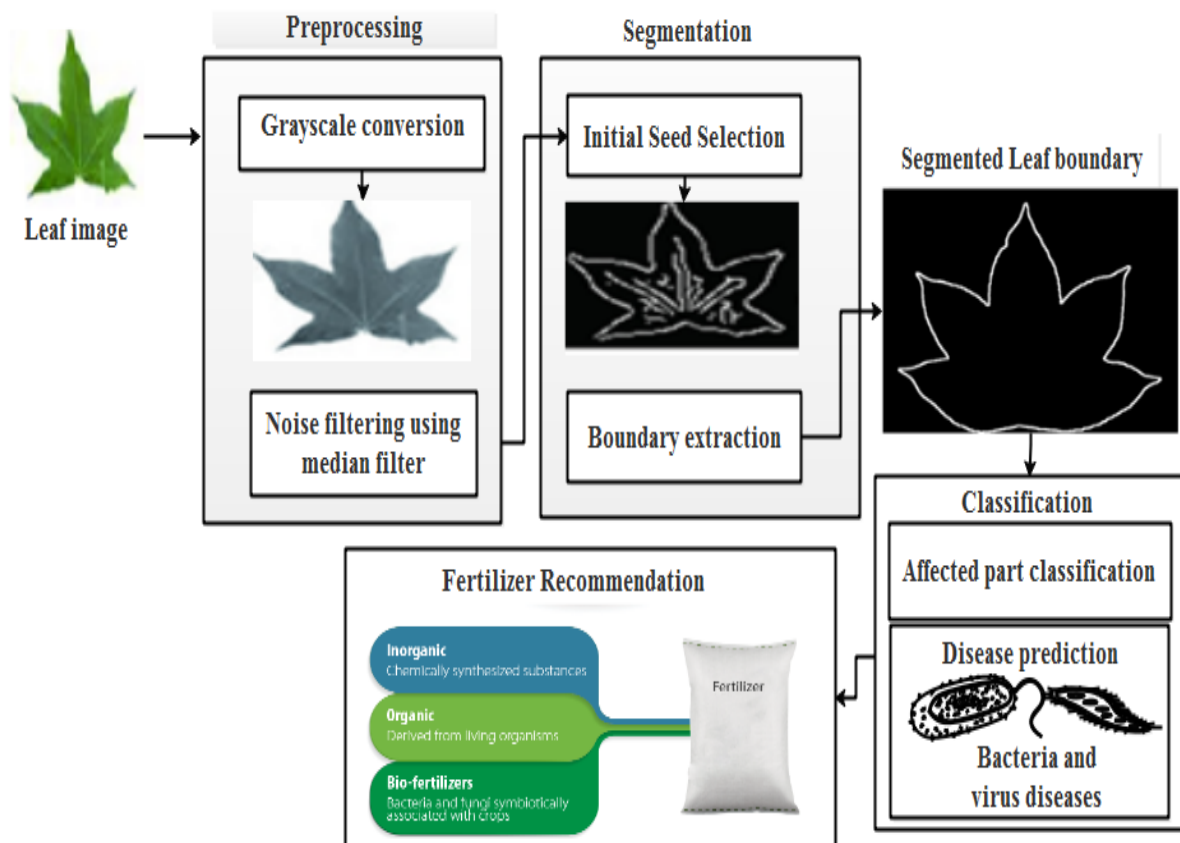 Preprocessing
Segmentation
Leaf image
Grayscale conversion
Noise filtering using
median filter
Initial Seed Selection
Boundary extraction
Segmented Leaf boundary
Classification
Affected part classification
Disease prediction
Bacteria and
virus diseases
Fertilizer Recommendation
Inorganic
Chemically synthesized substances
Organic
Derived from living organisms
Bio-fertilizers
Bacteria and fungi symbiotically
associated with crops
Fertilizer